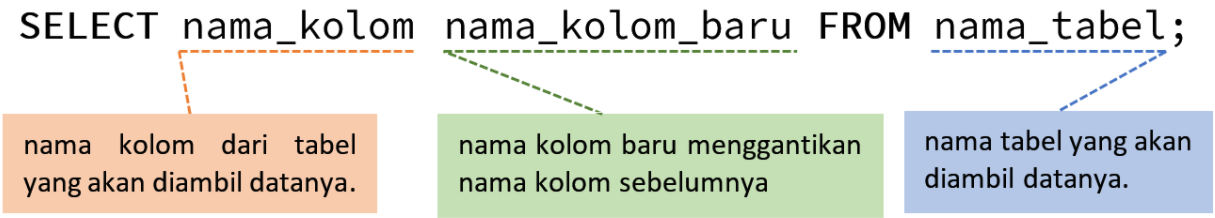 SELECT nama_kolom nama_kolom_baru FROM nama_tabel;
nama kolom dari tabel
yang akan diambil datanya.
nama kolom baru menggantikan
nama kolom sebelumnya
nama tabel yang akan
diambil datanya.